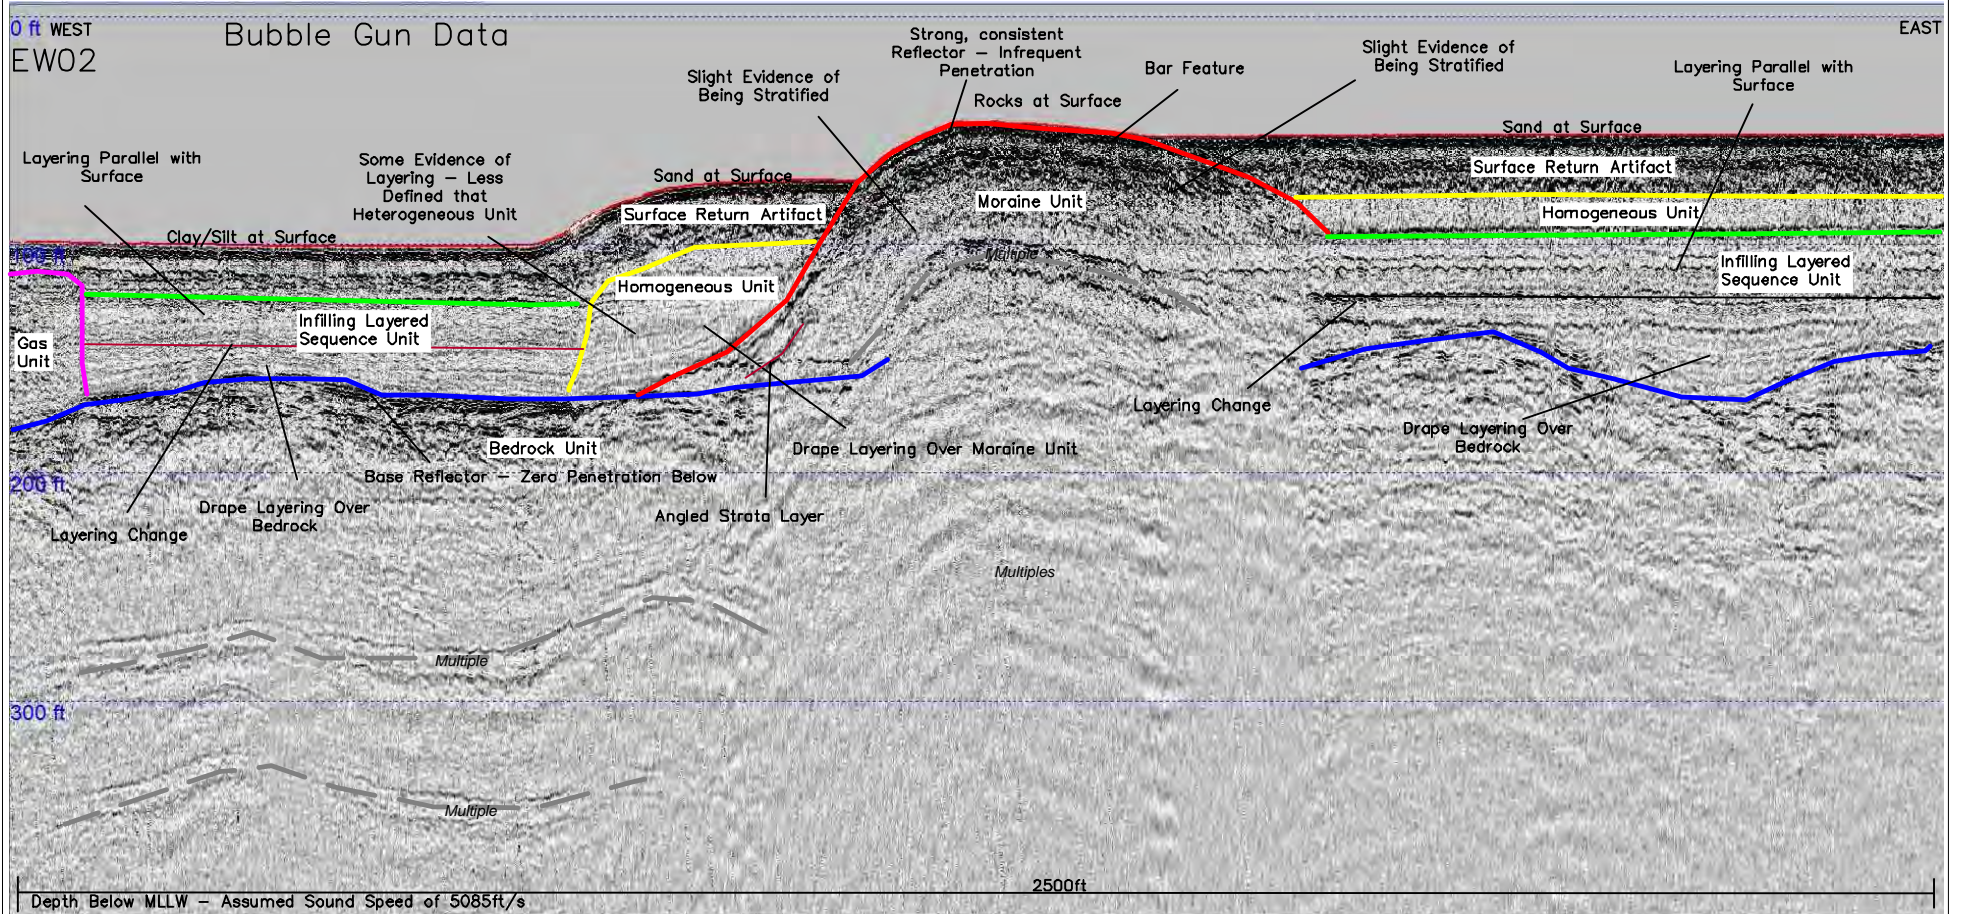 0 ft WEST
EW02
Bubble Gun Data
Strong, consistent
Reflector – Infrequent
Penetration
EAST
Slight Evidence of
Being Stratified
Bar Feature
Slight Evidence of
Being Stratified
Layering Parallel with
Surface
Rocks at Surface
Sand at Surface
Layering Parallel with
Surface
Some Evidence of
Layering – Less
Defined that
Heterogeneous Unit
Sand at Surface
Surface Return Artifact
Moraine Unit
Surface Return Artifact
Homogeneous Unit
Clay/Silt at Surface
100 ft
Multiple
Homogeneous Unit
Infilling Layered
Sequence Unit
Gas
Unit
Infilling Layered
Sequence Unit
Layering Change
Drape Layering Over
Bedrock
Bedrock Unit
Drape Layering Over Moraine Unit
Base Reflector – Zero Penetration Below
200 ft
Drape Layering Over
Bedrock
Layering Change
Angled Strata Layer
Multiples
Multiple
300 ft
Multiple
2500ft
Depth Below MLLW – Assumed Sound Speed of 5085ft/s